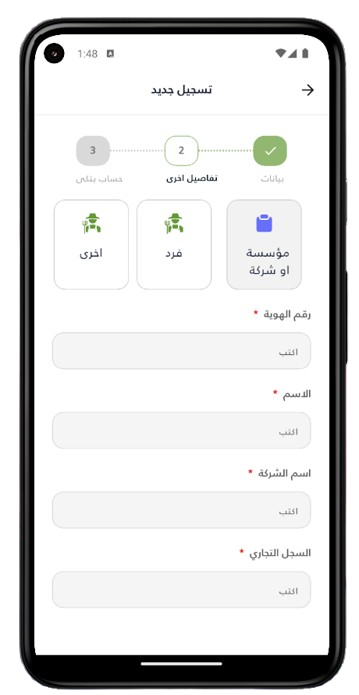 1:48
تسجيل جديد
2
3
بيانات
تفاصيل اخرى
حساب بنكي
مؤسسة
او شركة
فرد
اخرى
رقم الهوية *
اكتب
الاسم *
اكتب
اسم الشركة *
اكتب
السجل التجاري *
اكتب